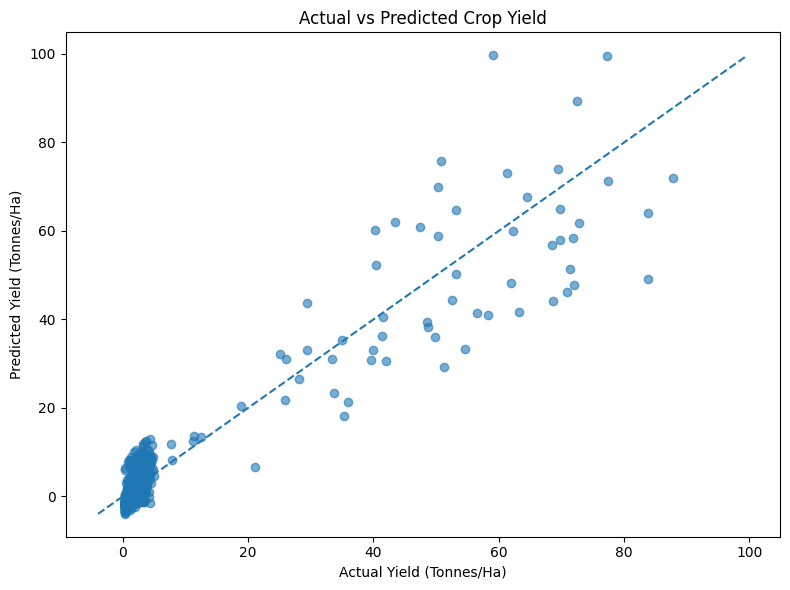 Actual vs Predicted Crop Yield
100
80
60
40
20
0
Predicted Yield (Tonnes/Ha)
0 20 40 60 80 100
Actual Yield (Tonnes/Ha)